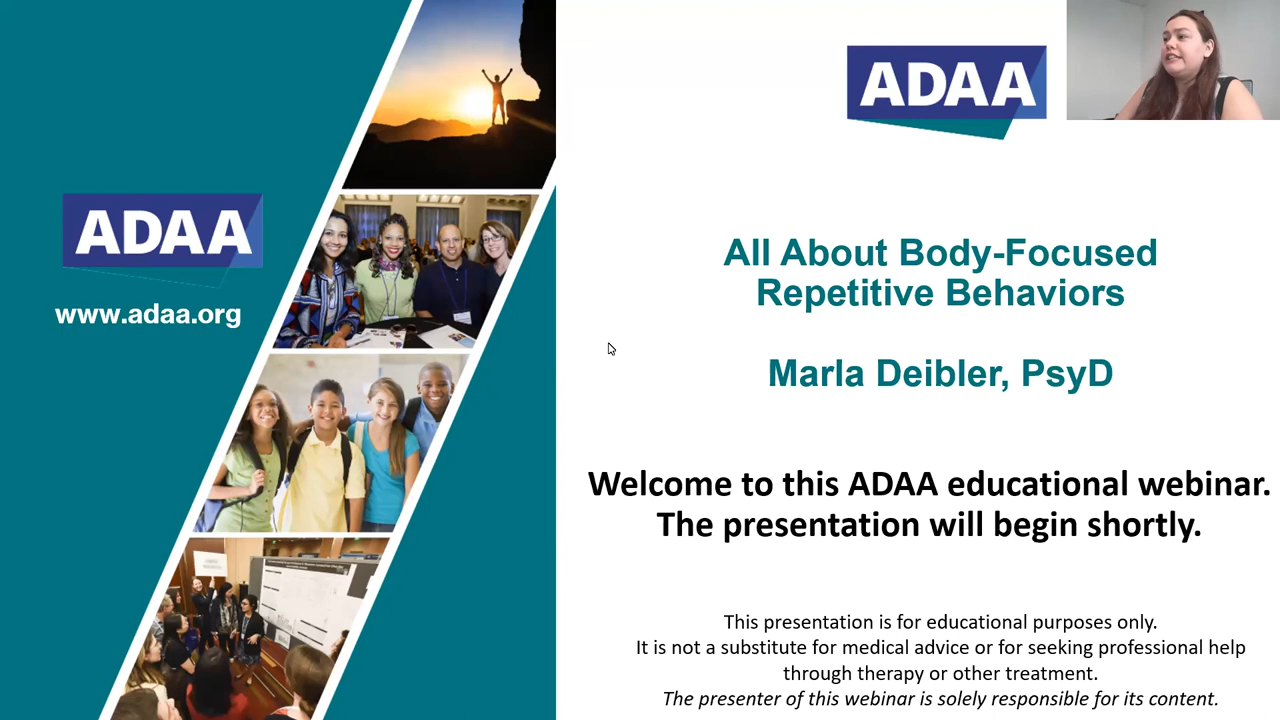 ADAA
www.adaa.org
ADAA
All About Body-Focused
Repetitive Behaviors
Marla Deibler, PsyD
Welcome to this ADAA educational webinar.
The presentation will begin shortly.
This presentation is for educational purposes only.
It is not a substitute for medical advice or for seeking professional help
through therapy or other treatment.
The presenter of this webinar is solely responsible for its content.